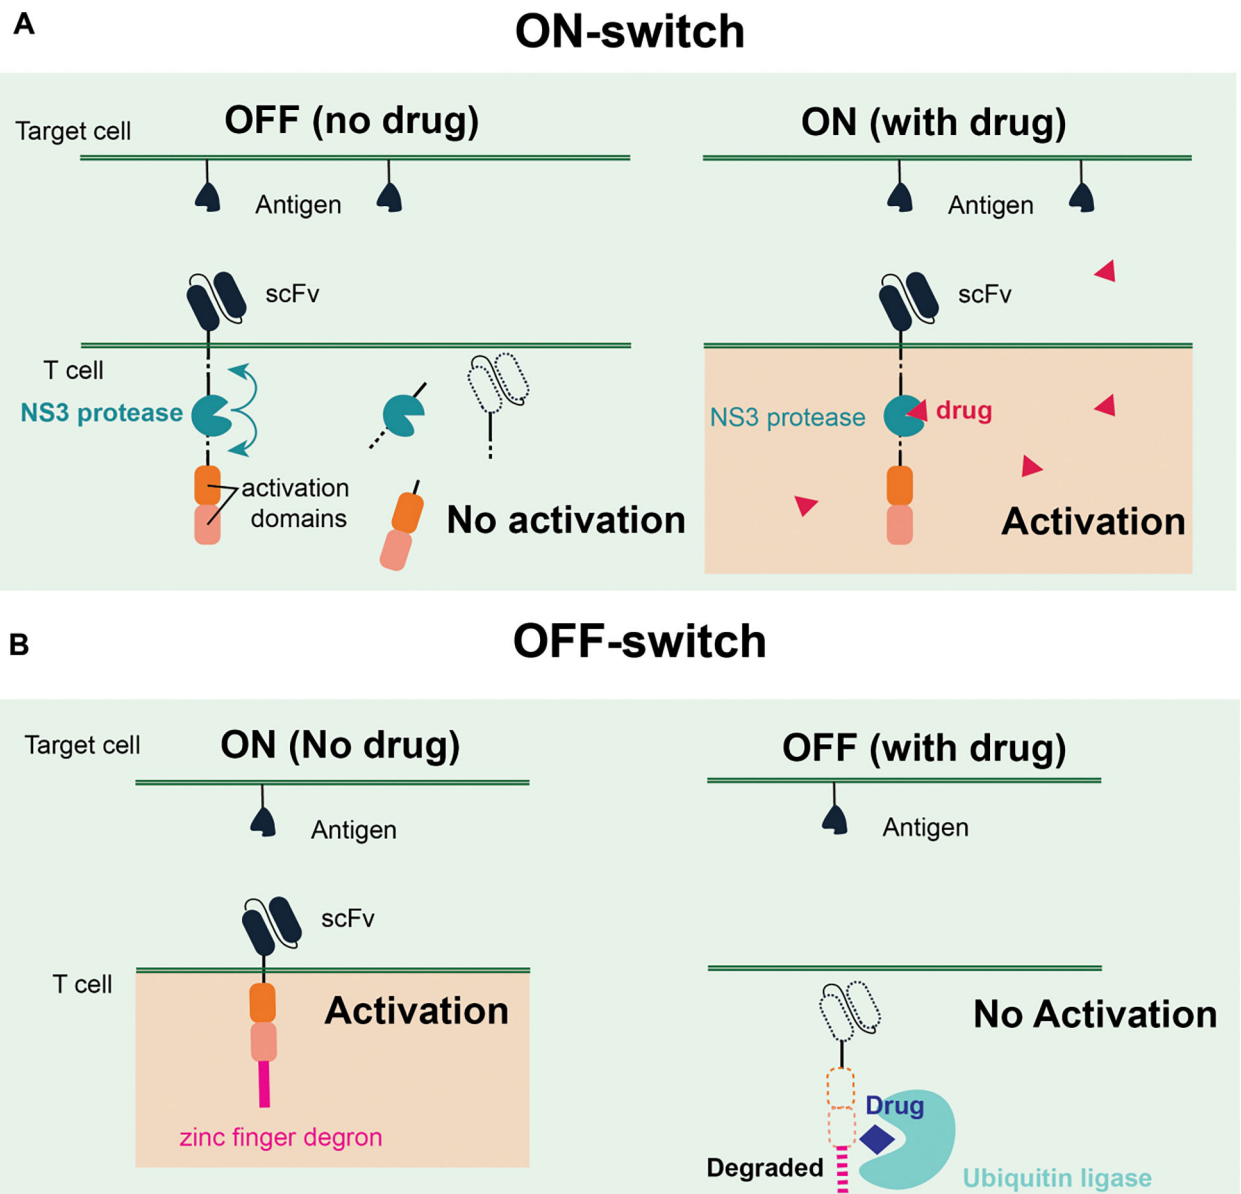 A
ON-switch
Target cell
OFF (no drug)
ON (with drug)
Antigen
Antigen
scFv
scFv
T cell
NS3 protease
NS3 protease
drug
activation
domains
No activation
Activation
B
OFF-switch
Target cell
ON (No drug)
OFF (with drug)
Antigen
Antigen
scFv
T cell
Activation
No Activation
zinc finger degron
Drug
Degraded
Ubiquitin ligase